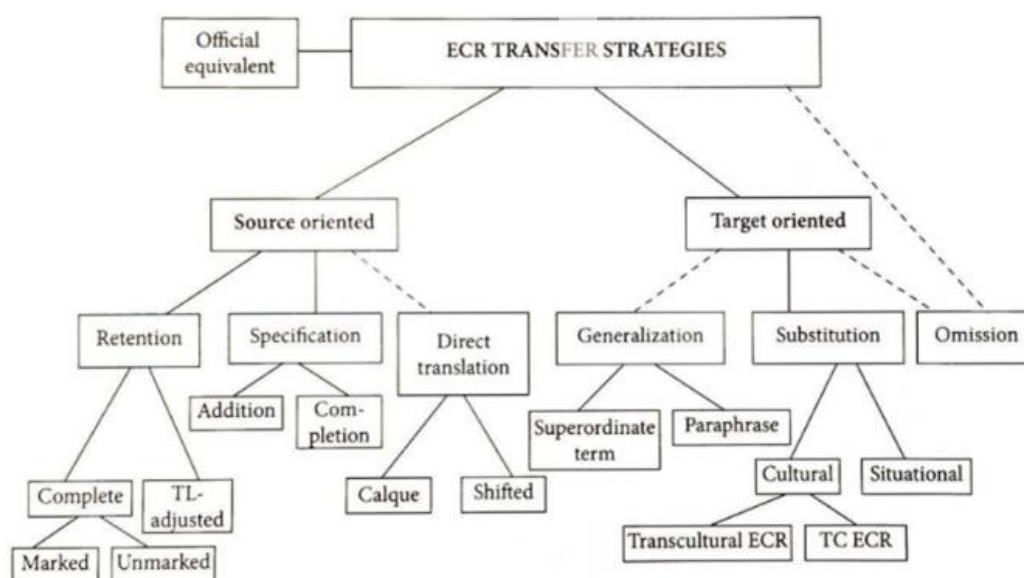 Official
equivalent
ECR TRANSFER STRATEGIES
Source oriented
Target oriented
Retention
Specification
Direct
translation
Generalization
Substitution
Omission
Addition
Com-
pletion
Superordinate
term
Paraphrase
Complete
TL-
adjusted
Calque
Shifted
Cultural
Situational
Marked
Unmarked
Transcultural ECR
TC ECR